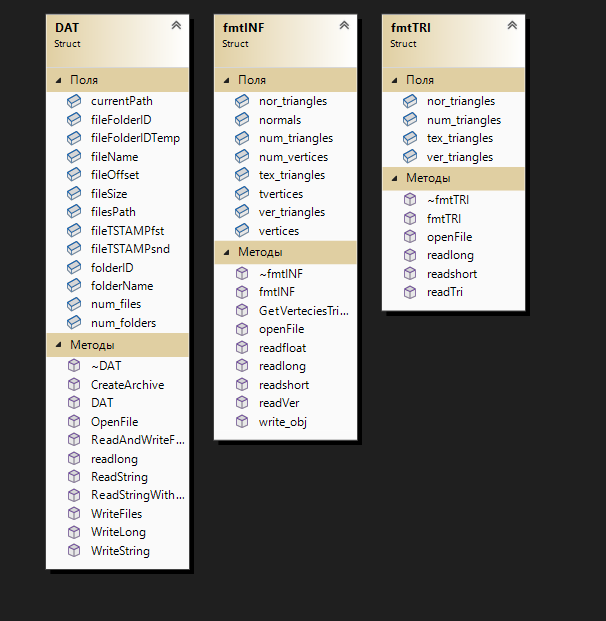 DAT
Struct
Поля
currentPath
fileFolderID
fileFolderIDTemp
fileName
fileOffset
fileSize
filesPath
fileTSTAMPfst
fileTSTAMPsnd
folderID
folderName
num_files
num_folders
Методы
~DAT
CreateArchive
DAT
OpenFile
ReadAndWriteF...
readlong
ReadString
ReadStringWith...
WriteFiles
WriteLong
WriteString
fmtINF
Struct
Поля
nor_triangles
normals
num_triangles
num_vertices
tex_triangles
tvertices
ver_triangles
vertices
Методы
~fmtINF
fmtINF
GetVerteciesTri...
openFile
readfloat
readlong
readshort
readVer
write_obj
fmtTRI
Struct
Поля
nor_triangles
num_triangles
tex_triangles
ver_triangles
Методы
~fmtTRI
fmtTRI
openFile
readlong
readshort
readTri